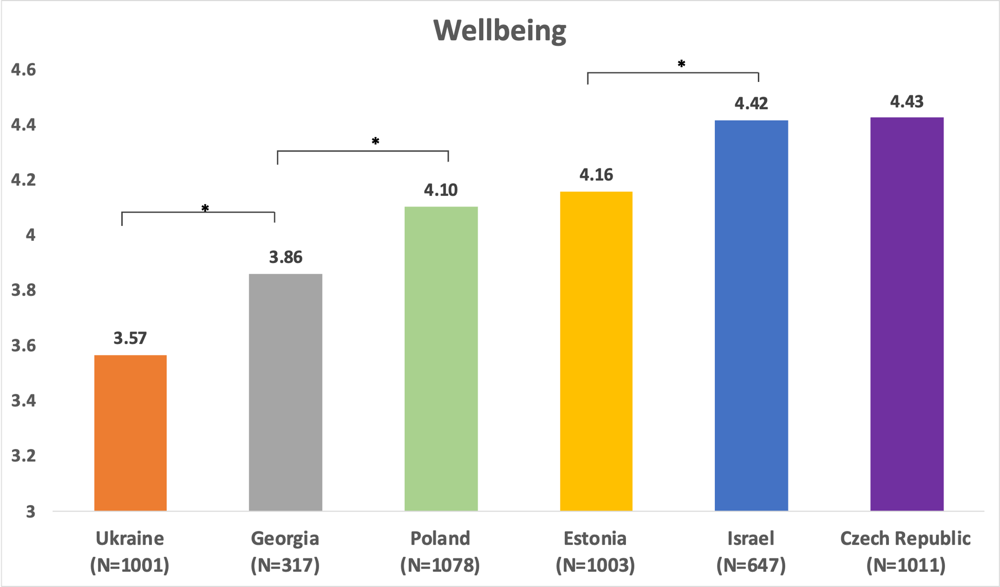 Wellbeing
4.6
4.4
4.2
4
3.8
3.6
3.4
3.2
3
*
*
*
3.57
3.86
4.10
4.16
4.42
4.43
Ukraine
(N=1001)
Georgia
(N=317)
Poland
(N=1078)
Estonia
(N=1003)
Israel
(N=647)
Czech Republic
(N=1011)